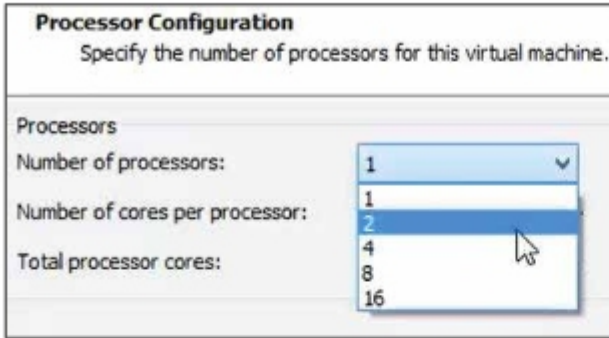 Processor Configuration
Specify the number of processors for this virtual machine.
Processors
Number of processors:
1
1
Number of cores per processor:
2
4
Total processor cores:
8
16